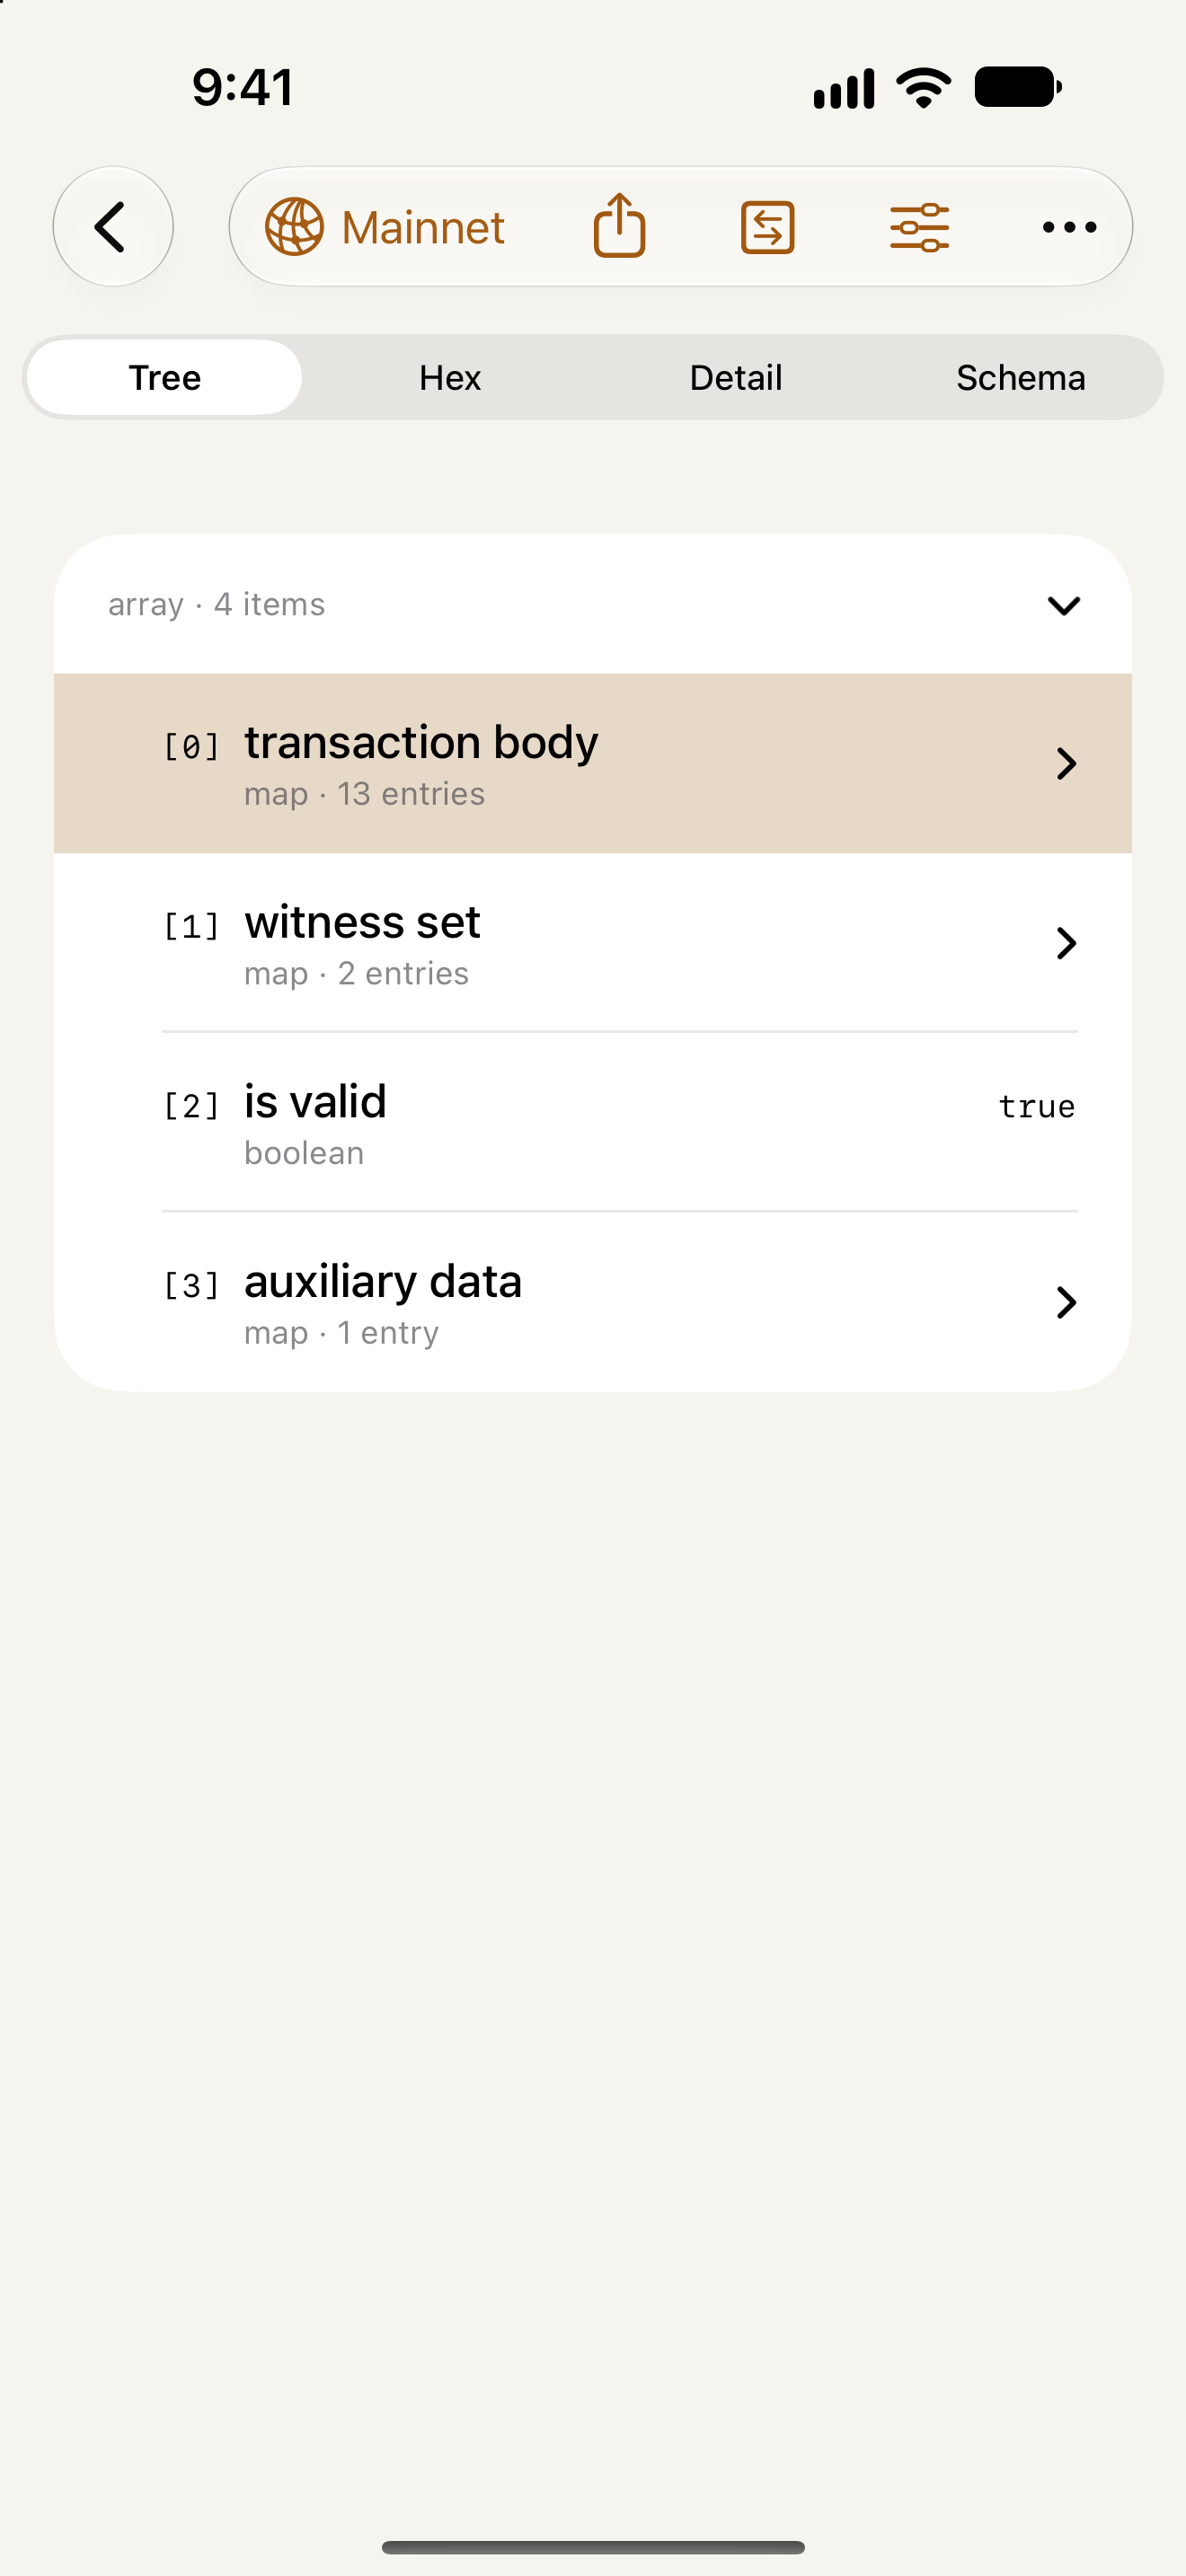 9:41
Mainnet
Tree Hex Detail Schema
array · 4 items
[0] transaction body
map · 13 entries
[1] witness set
map · 2 entries
[2] is valid true
boolean
[3] auxiliary data
map · 1 entry